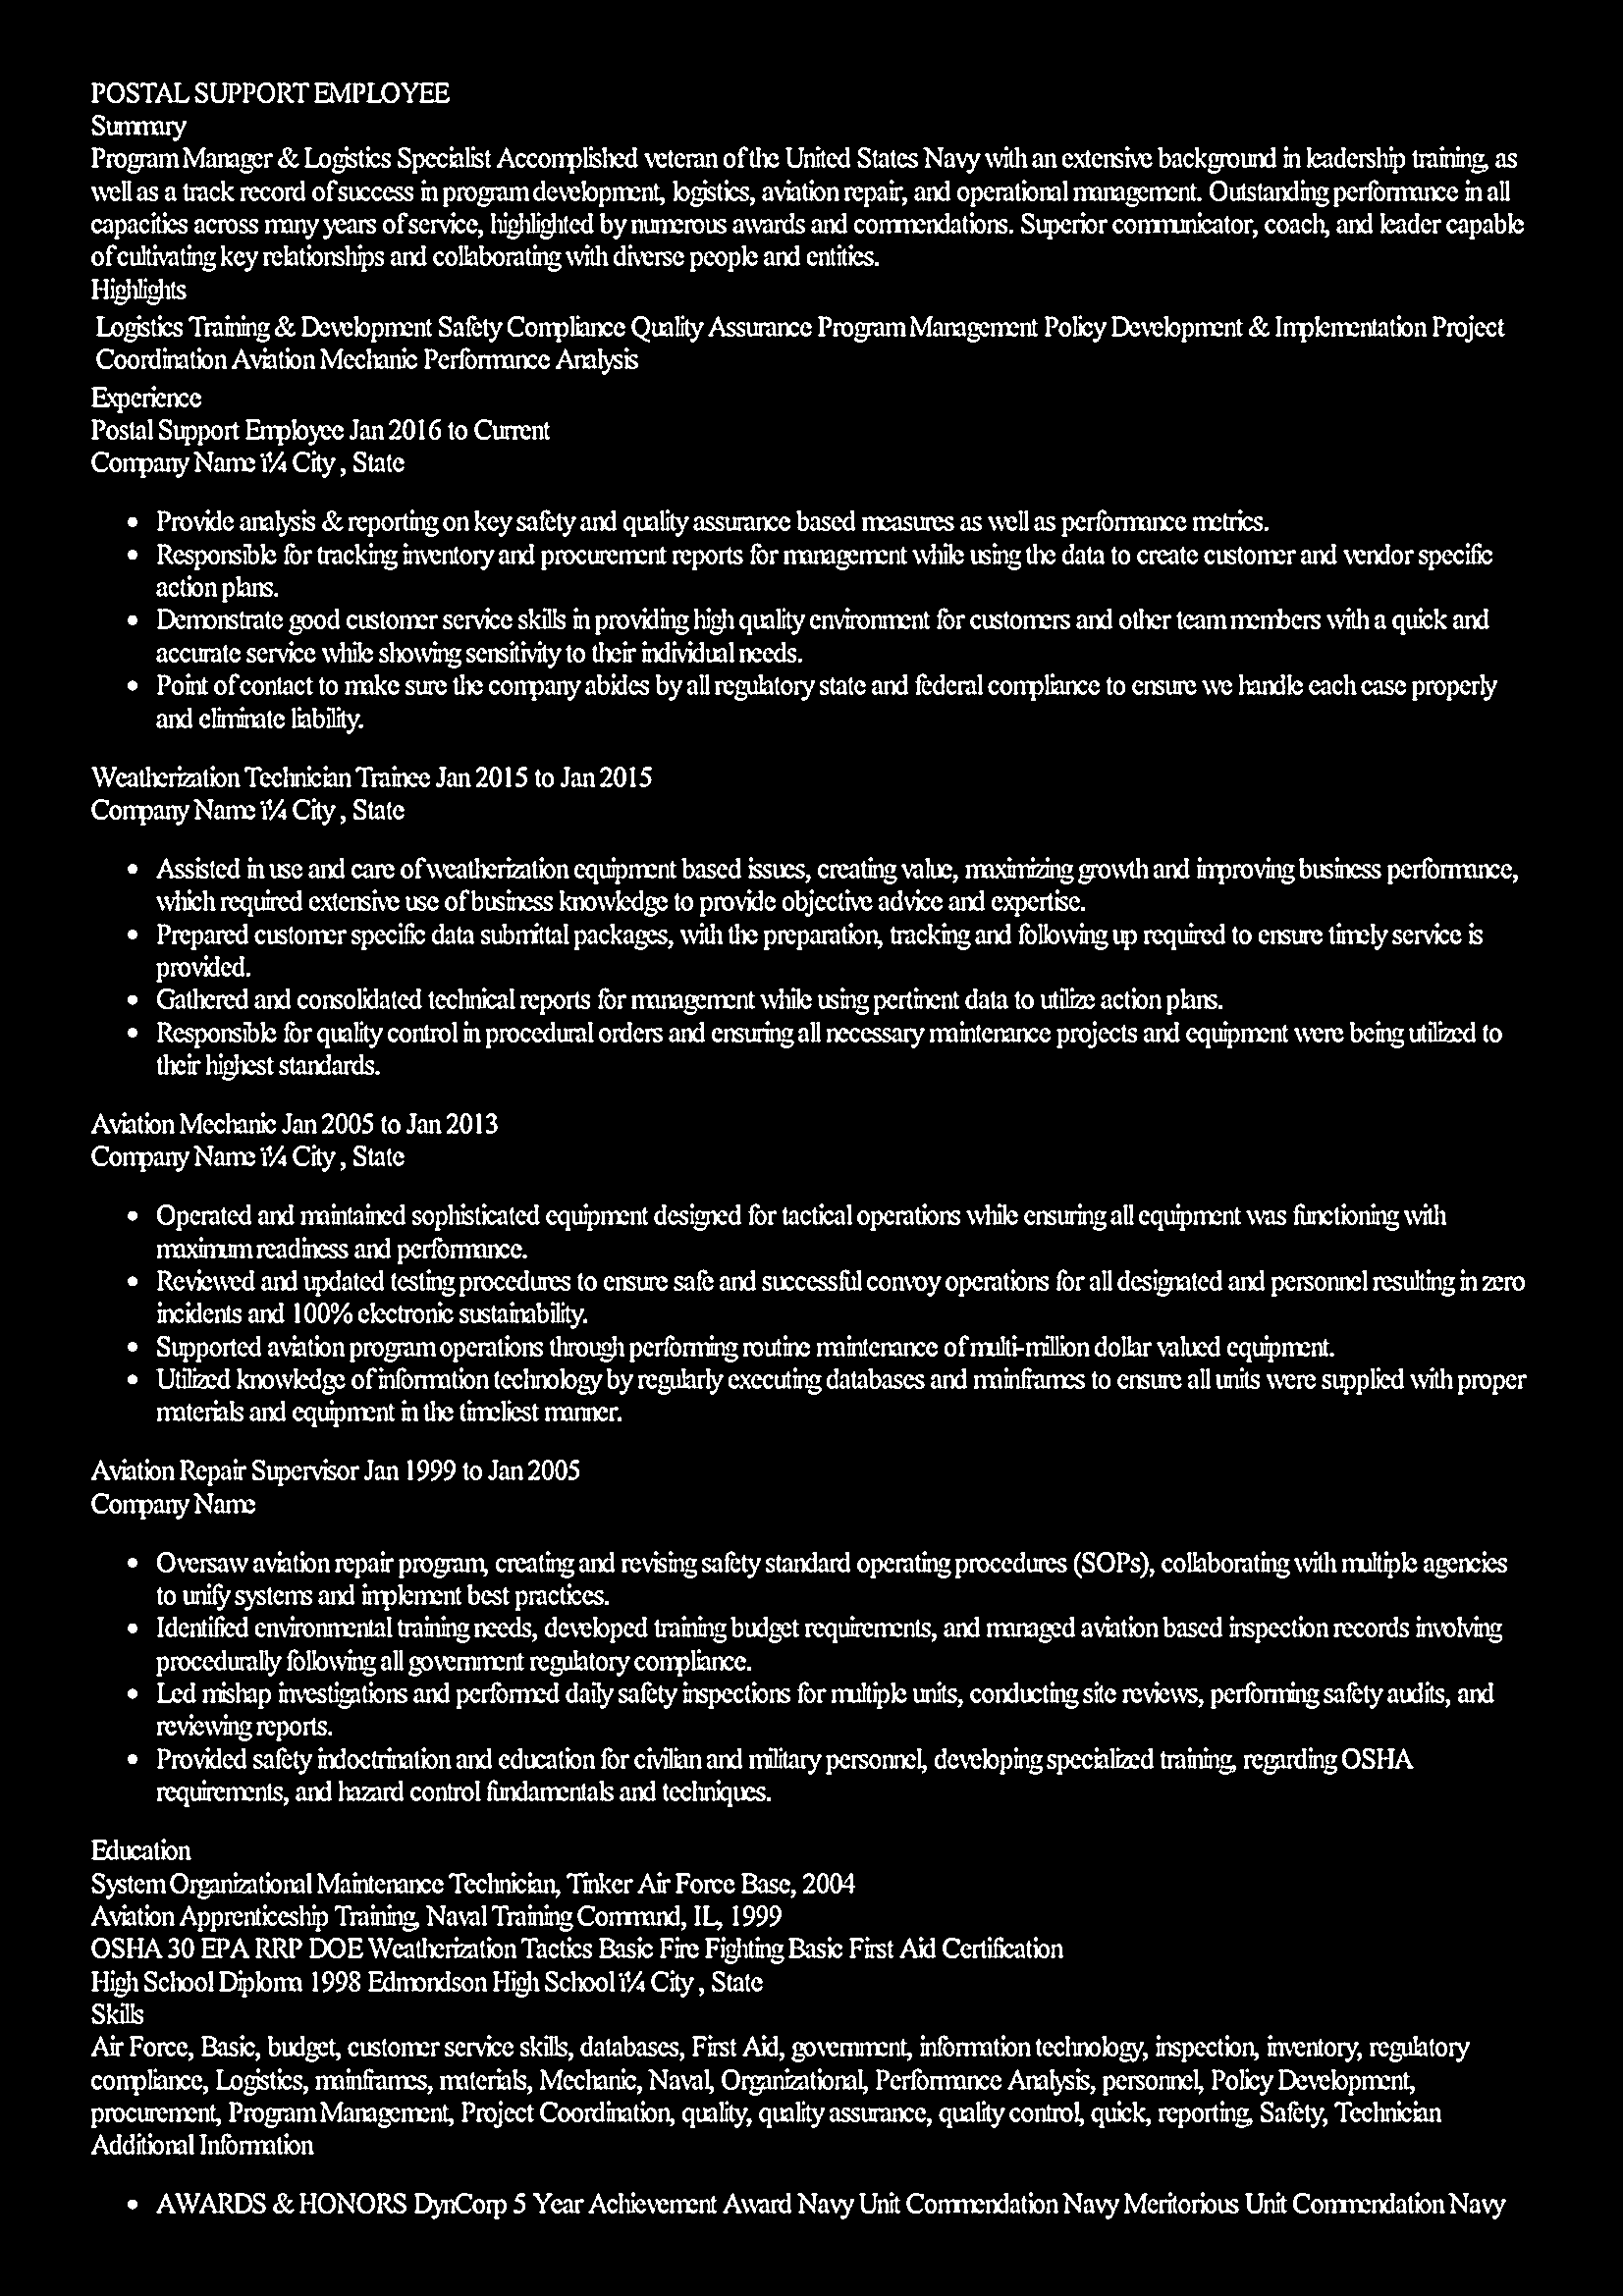 POSTAL SUPPORT EMPLOYEE
Summary
Program Manager & Logistics Specialist Accomplished veteran of the United States Navy with an extensive background in leadership training, as
well as a track record of success in program development, logistics, aviation repair, and operational management. Outstanding performance in all
capacities across many years of service, highlighted by numerous awards and commendations. Superior communicator, coach, and leader capable
of cultivating key relationships and collaborating with diverse people and entities.
Highlights
Logistics Training & Development Safety Compliance Quality Assurance Program Management Policy Development & Implementation Project
Coordination Aviation Mechanic Performance Analysis
Experience
Postal Support Employee Jan 2016 to Current
Company Name ï¼ City , State
• Provide analysis & reporting on key safety and quality assurance based measures as well as performance metrics.
• Responsible for tracking inventory and procurement reports for management while using the data to create customer and vendor specific
action plans.
• Demonstrate good customer service skills in providing high quality environment for customers and other team members with a quick and
accurate service while showing sensitivity to their individual needs.
• Point of contact to make sure the company abides by all regulatory state and federal compliance to ensure we handle each case properly
and eliminate liability.
Weatherization Technician Trainee Jan 2015 to Jan 2015
Company Name ï¼ City , State
• Assisted in use and care of weatherization equipment based issues, creating value, maximizing growth and improving business performance,
which required extensive use of business knowledge to provide objective advice and expertise.
• Prepared customer specific data submittal packages, with the preparation, tracking and following up required to ensure timely service is
provided.
• Gathered and consolidated technical reports for management while using pertinent data to utilize action plans.
• Responsible for quality control in procedural orders and ensuring all necessary maintenance projects and equipment were being utilized to
their highest standards.
Aviation Mechanic Jan 2005 to Jan 2013
Company Name ï¼ City , State
• Operated and maintained sophisticated equipment designed for tactical operations while ensuring all equipment was functioning with
maximum readiness and performance.
• Reviewed and updated testing procedures to ensure safe and successful convoy operations for all designated and personnel resulting in zero
incidents and 100% electronic sustainability.
• Supported aviation program operations through performing routine maintenance of multi-million dollar valued equipment.
• Utilized knowledge of information technology by regularly executing databases and mainframes to ensure all units were supplied with proper
materials and equipment in the timeliest manner.
Aviation Repair Supervisor Jan 1999 to Jan 2005
Company Name
• Oversaw aviation repair program, creating and revising safety standard operating procedures (SOPs), collaborating with multiple agencies
to unify systems and implement best practices.
• Identified environmental training needs, developed training budget requirements, and managed aviation based inspection records involving
procedurally following all government regulatory compliance.
• Led mishap investigations and performed daily safety inspections for multiple units, conducting site reviews, performing safety audits, and
reviewing reports.
• Provided safety indoctrination and education for civilian and military personnel, developing specialized training, regarding OSHA
requirements, and hazard control fundamentals and techniques.
Education
System Organizational Maintenance Technician, Tinker Air Force Base, 2004
Aviation Apprenticeship Training, Naval Training Command, IL, 1999
OSHA 30 EPA RRP DOE Weatherization Tactics Basic Fire Fighting Basic First Aid Certification
High School Diploma 1998 Edmondson High School ï¼ City , State
Skills
Air Force, Basic, budget, customer service skills, databases, First Aid, government, information technology, inspection, inventory, regulatory
compliance, Logistics, mainframes, materials, Mechanic, Naval, Organizational, Performance Analysis, personnel, Policy Development,
procurement, Program Management, Project Coordination, quality, quality assurance, quality control, quick, reporting, Safety, Technician
Additional Information
• AWARDS & HONORS DynCorp 5 Year Achievement Award Navy Unit Commendation Navy Meritorious Unit Commendation Navy